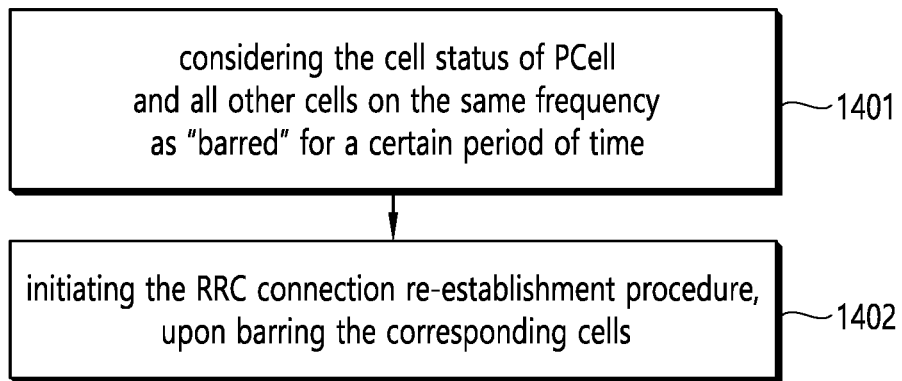 considering the cell status of PCell
and all other cells on the same frequency
as "barred" for a certain period of time
1401
initiating the RRC connection re-establishment procedure,
upon barring the corresponding cells
1402